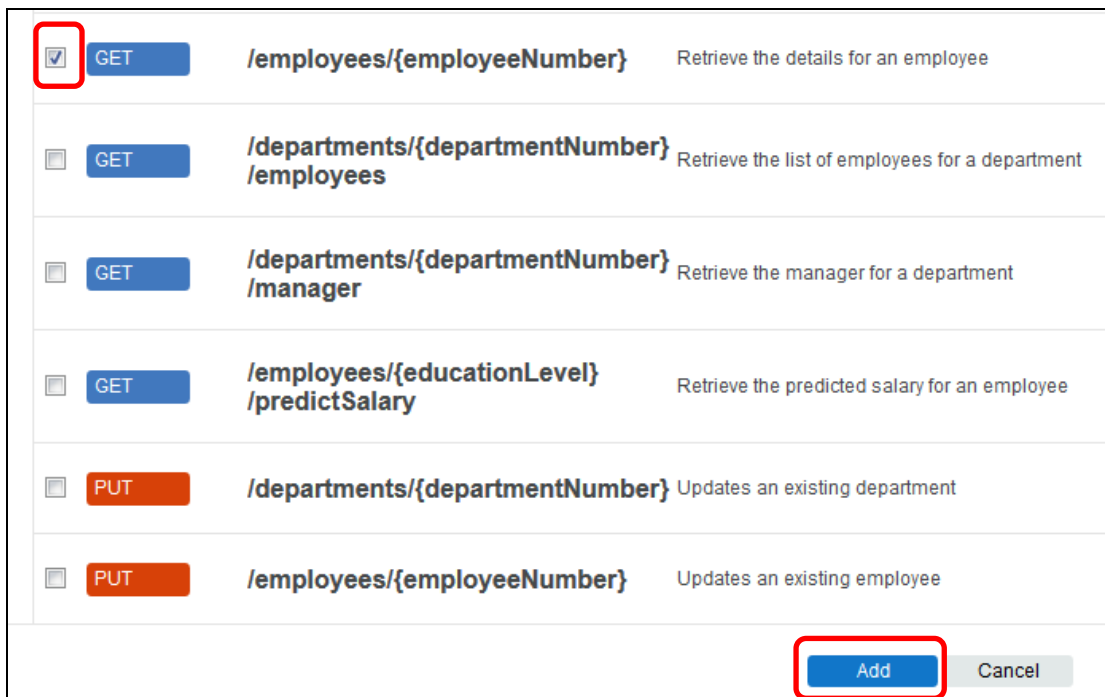 GET /employees/{employeeNumber} Retrieve the details for an employee
GET /departments/{departmentNumber} Retrieve the list of employees for a department
/employees
GET /departments/{departmentNumber} Retrieve the manager for a department
/manager
GET /employees/{educationLevel} Retrieve the predicted salary for an employee
/predictSalary
PUT /departments/{departmentNumber} Updates an existing department
PUT /employees/{employeeNumber} Updates an existing employee
Add Cancel